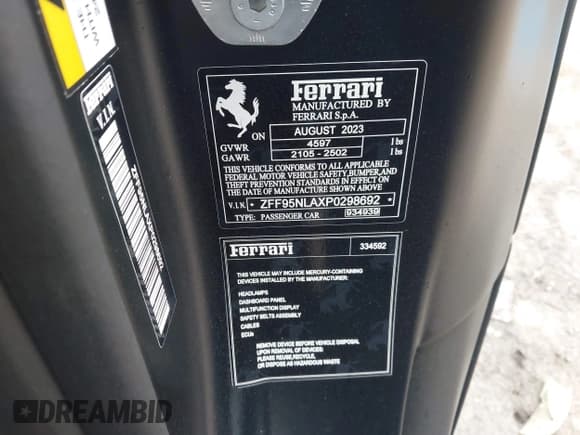 THE
WITH
Ferrari
V.I.N.
Ferrari
MANUFACTURED BY
FERRARI S.p.A.
ON AUGUST 2023
GVWR 4597 lbs
GAWR 2105 - 2502 lbs
THIS VEHICLE CONFORMS TO ALL APPLICABLE
FEDERAL MOTOR VEHICLE SAFETY,BUMPER,AND
THEFT PREVENTION STANDARDS IN EFFECT ON
THE DATE OF MANUFACTURE SHOWN ABOVE
V.I.N. * ZFF95NLAXP0298692 *
TYPE: PASSENGER CAR 934939
Ferrari 334592
THIS VEHICLE MAY INCLUDE MERCURY-CONTAINING
DEVICES INSTALLED BY THE MANUFACTURER:
HEADLAMPS
DASHBOARD PANEL
MULTIFUNCTION DISPLAY
SAFETY BELTS ASSEMBLY
CABLES
ECUs
REMOVE DEVICE BEFORE VEHICLE DISPOSAL
UPON REMOVAL OF DEVICES:
PLEASE REUSE,RECYCLE,
OR DISPOSE AS HAZARDOUS WASTE
DREAMBID